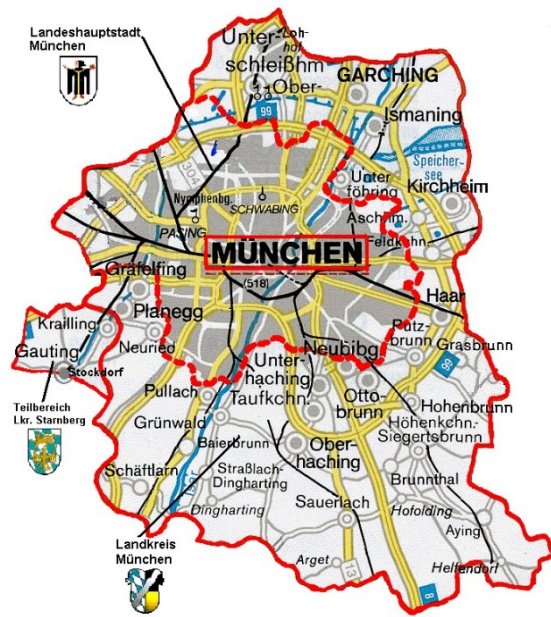 Landeshauptstadt
München
Unter-
schleißhm
Loh-
hof
Ober-
GARCHING
99
Ismaning
Speicher-
see
304
Unter
föhring
Kirchheim
Nymphenbg.
SCHWABING
PASING
Aschhm.
Feldkchn.
MÜNCHEN
(518)
Gräfelfing
Planegg
Haar
Krailling
Gauting
Neuried
Stockdorf
Putz-
brunn
Grasbrunn
99
Neubibg.
Unter-
haching
Taufkchn.
Otto-
brunn
Pullach
Teilbereich
Lkr. Starnberg
Grünwald
Hohenbrunn
Höhenkchn.-
Siegertsbrunn
Baierbrunn
Ober-
haching
Schäftlarn
Straßlach-
Dingharting
Isar
Brunnthal
Dingharting
Sauerlach
Hofolding
Aying
Landkreis
München
Arget
13
Helfendorf
8